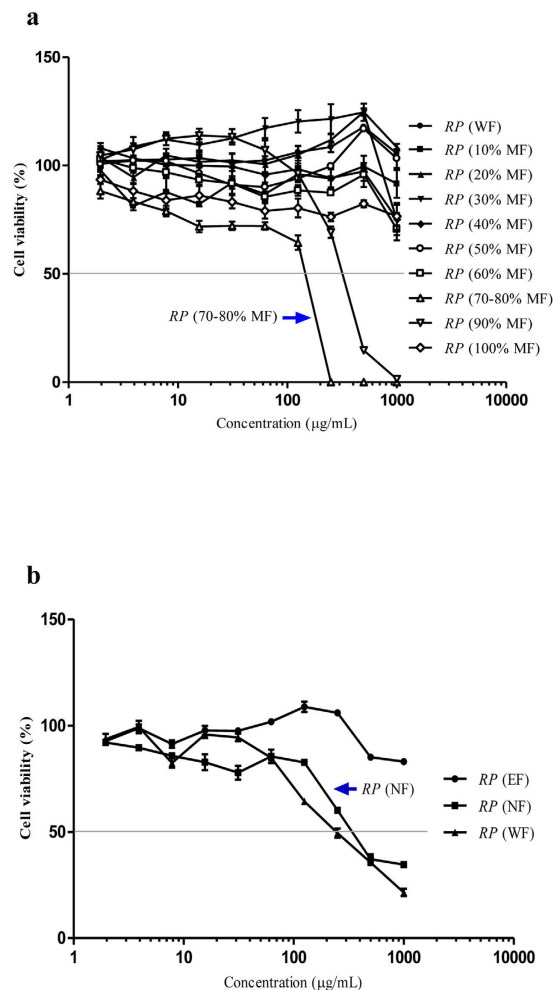 a
150
100
50
0
Cell viability (%)
1
10
100
1000
10000
Concentration (µg/mL)
RP (70-80% MF)
RP (WF)
RP (10% MF)
RP (20% MF)
RP (30% MF)
RP (40% MF)
RP (50% MF)
RP (60% MF)
RP (70-80% MF)
RP (90% MF)
RP (100% MF)
b
150
100
50
0
Cell viability (%)
1
10
100
1000
10000
Concentration (µg/mL)
RP (NF)
RP (EF)
RP (NF)
RP (WF)